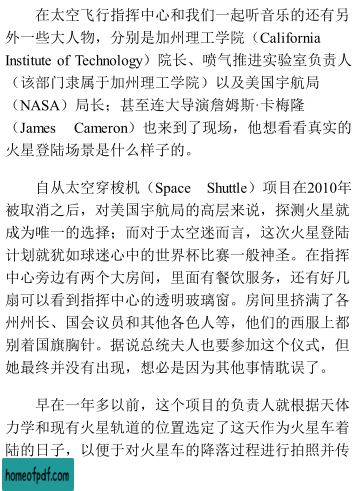 在太空飞行指挥中心和我们一起听音乐的还有另
外一些大人物，分别是加州理工学院（California
Institute of Technology）院长、喷气推进实验室负责人
（该部门隶属于加州理工学院）以及美国宇航局
（NASA）局长；甚至连大导演詹姆斯·卡梅隆
（James Cameron）也来到了现场，他想看看真实的
火星登陆场景是什么样子的。
自从太空穿梭机（Space Shuttle）项目在2010年
被取消之后，对美国宇航局的高层来说，探测火星就
成为唯一的选择；而对于太空迷而言，这次火星登陆
计划就犹如球迷心中的世界杯比赛一般神圣。在指挥
中心旁边有两个大房间，里面有餐饮服务，还有好几
扇可以看到指挥中心的透明玻璃窗。房间里挤满了各
州州长、国会议员和其他各色人等，他们的西服上都
别着国旗胸针。据说总统夫人也要参加这个仪式，但
她最终并没有出现，想必是因为其他事情耽误了。
早在一年多以前，这个项目的负责人就根据天体
力学和现有火星轨道的位置选定了这天作为火星车着
陆的日子，以便于对火星车的降落过程进行拍照并传
homeofpdf.com